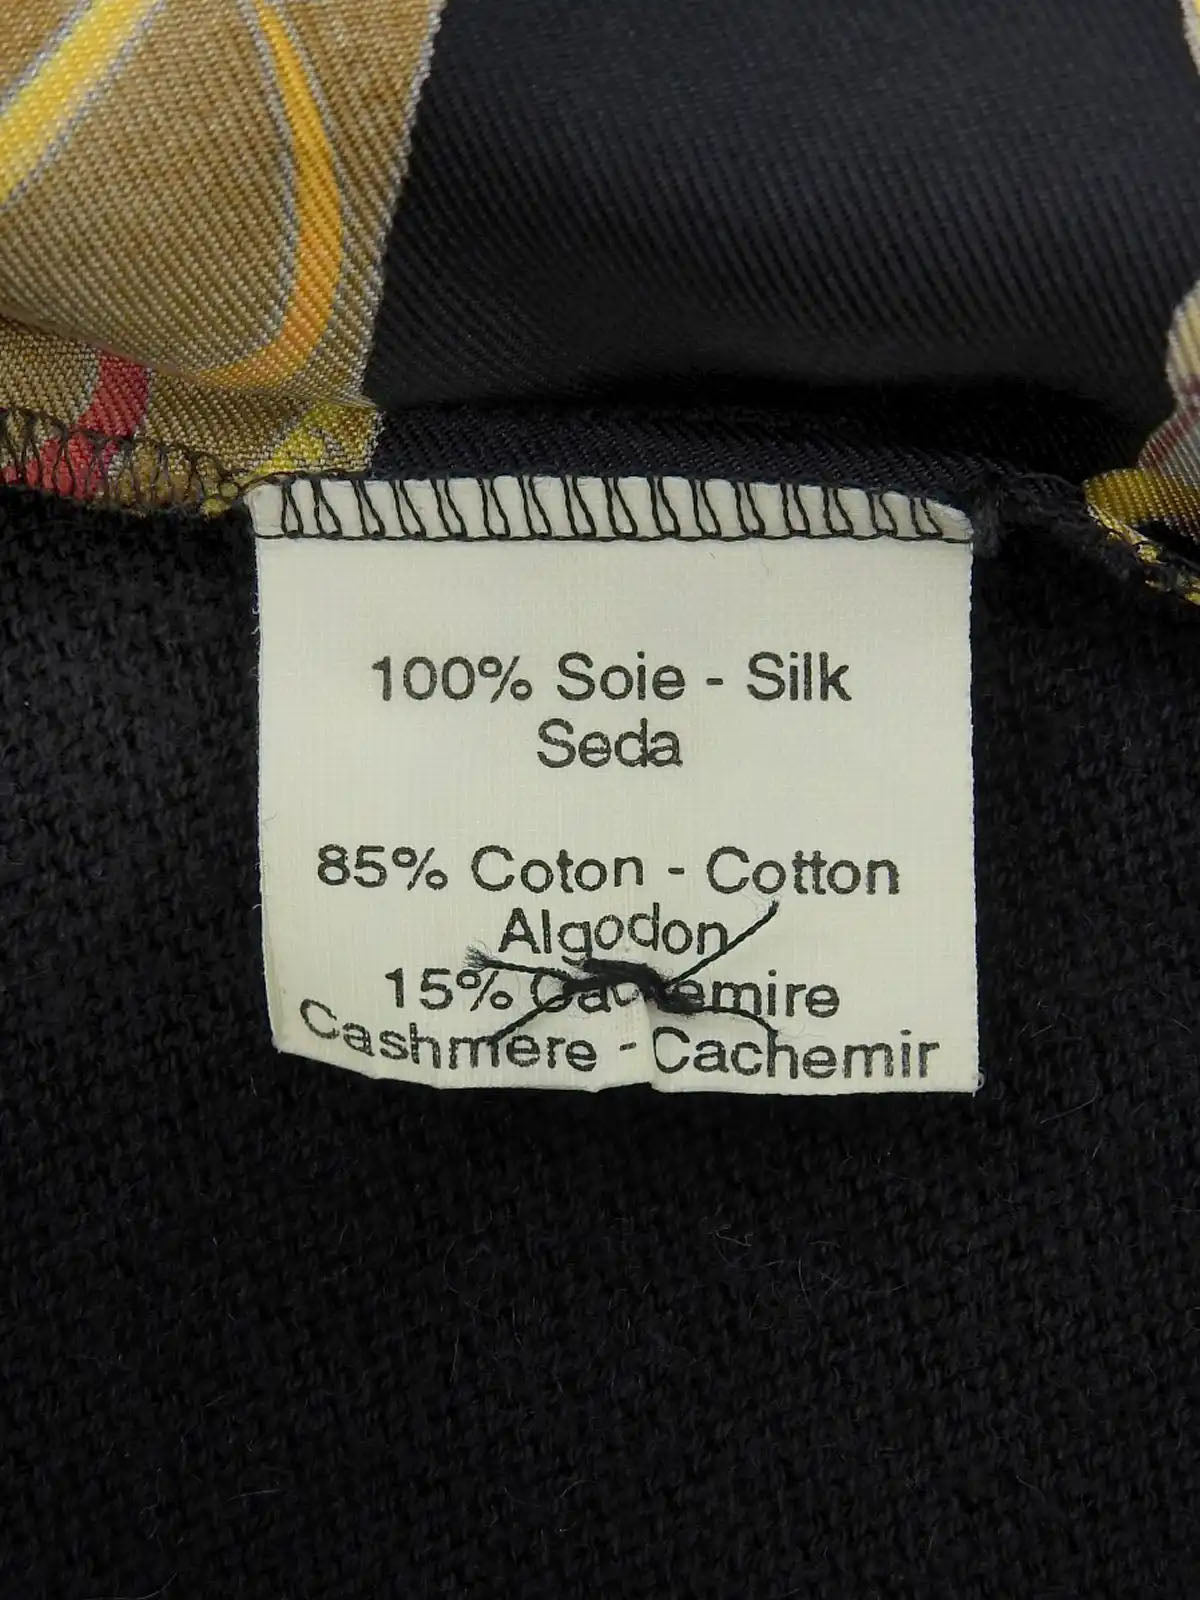 100% Soie - Silk
Seda
85% Coton - Cotton
Algodon
15% Cachemire
Cashmere - Cachemir